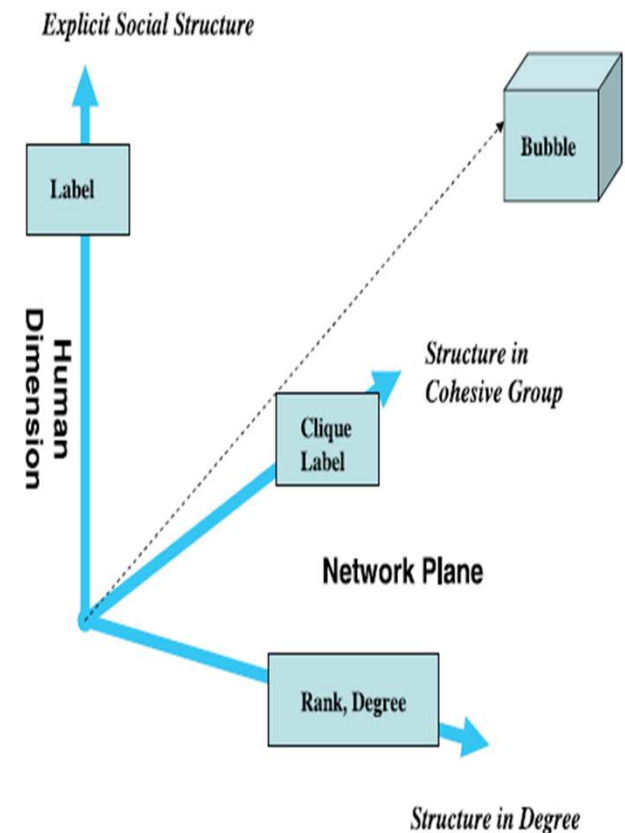 Explicit Social Structure
Bubble
Label
Human
Dimension
Structure in
Cohesive Group
Clique
Label
Network Plane
Rank, Degree
Structure in Degree